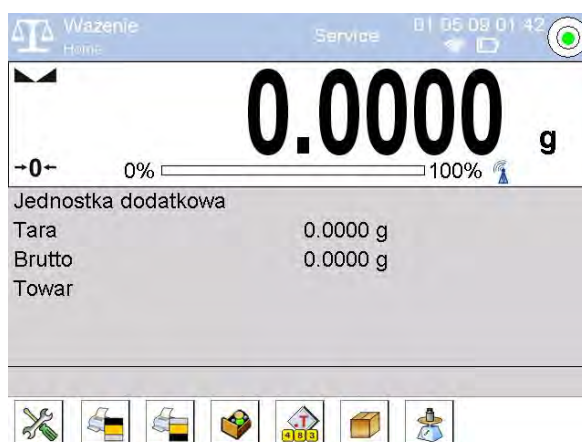 Wazenie
Home
Service
01 05 09 01 42
0.0000 g
→0←
0% 100%
Jednostka dodatkowa
Tara 0.0000 g
Brutto 0.0000 g
Towar
.T
483